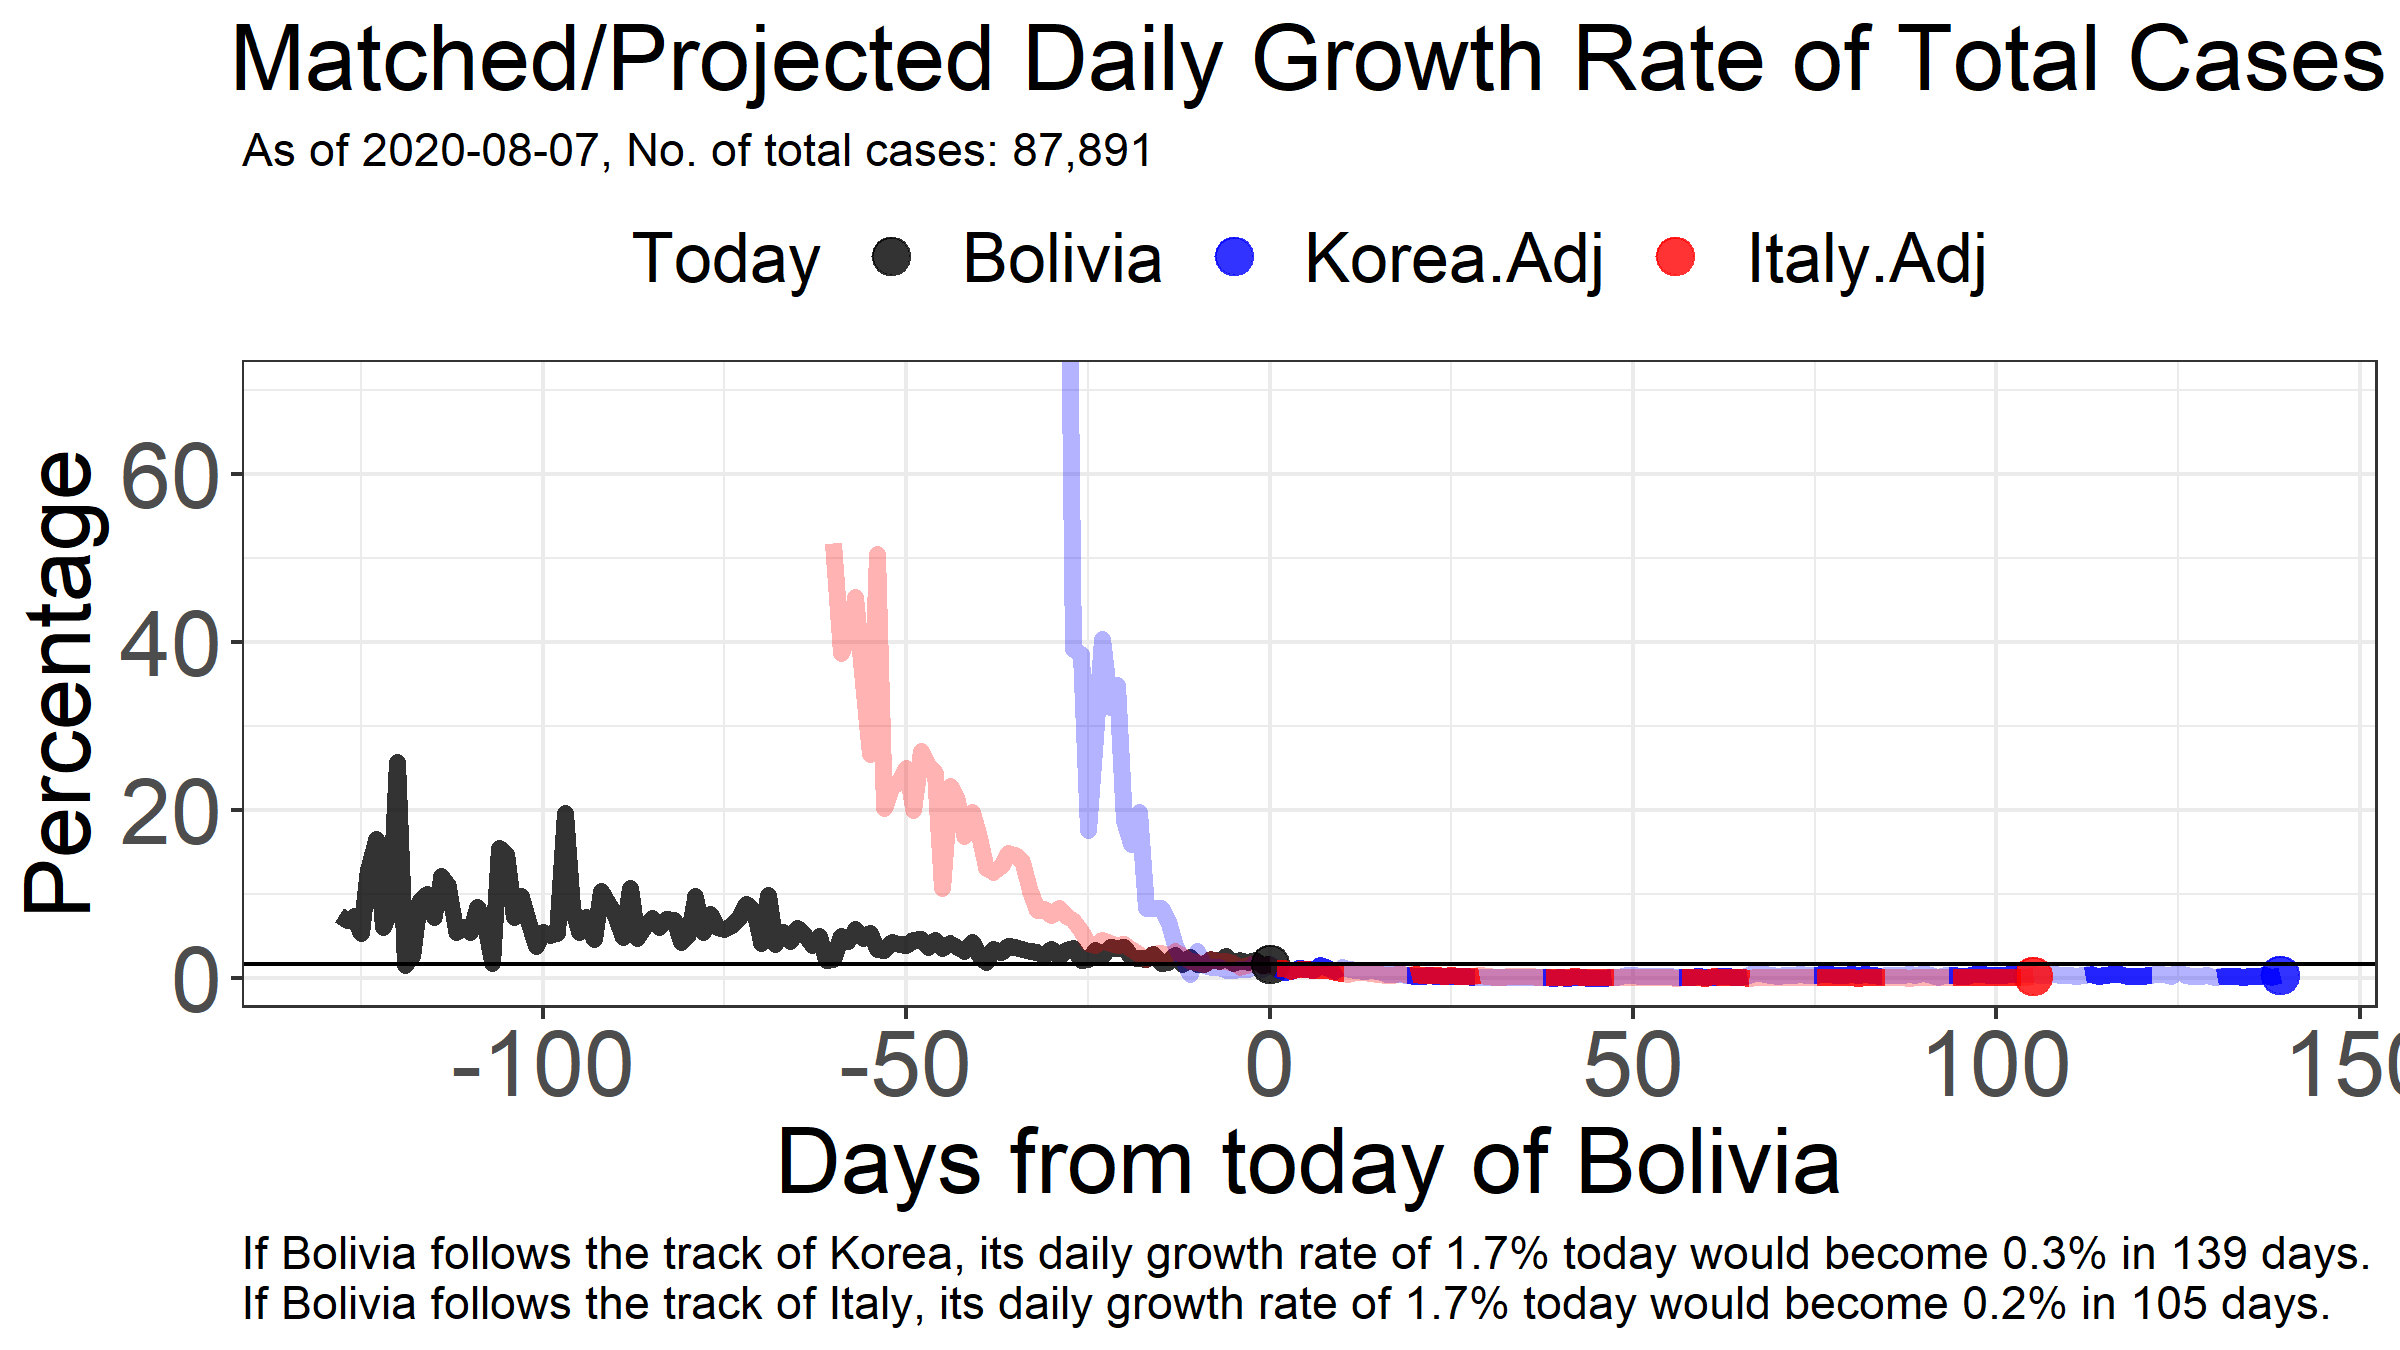 Matched/Projected Daily Growth Rate of Total Cases
As of 2020-08-07, No. of total cases: 87,891
Today Bolivia Korea.Adj Italy.Adj
Percentage
60
40
20
0
-100 -50 0 50 100 150
Days from today of Bolivia
If Bolivia follows the track of Korea, its daily growth rate of 1.7% today would become 0.3% in 139 days.
If Bolivia follows the track of Italy, its daily growth rate of 1.7% today would become 0.2% in 105 days.